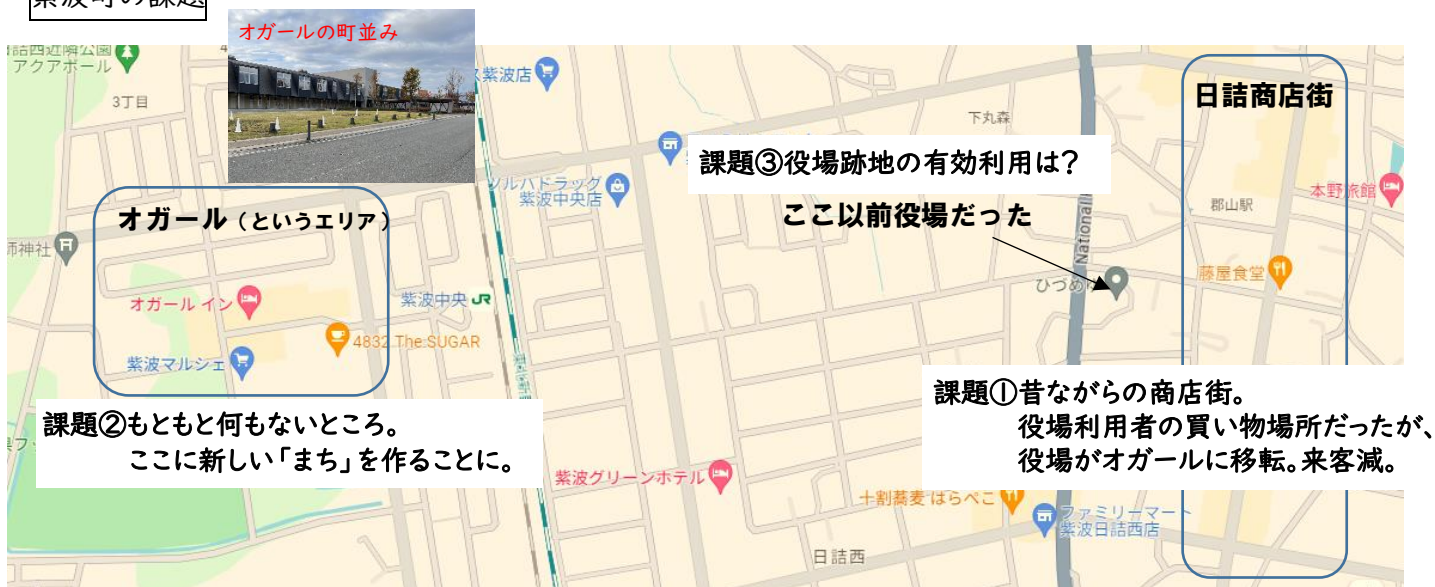 紫波町の課題
オガールの町並み
アクアボール
3丁目
紫波店
下丸森
日詰商店街
課題③役場跡地の有効利用は？
ここ以前役場だった
ツルハドラッグ
紫波中央店
本野旅館
郡山駅
オガール（というエリア）
師神社
National
ひづめ
藤屋食堂
オガール イン
紫波中央 JR
4832 The SUGAR
紫波マルシェ
課題②もともと何もないところ。
ここに新しい「まち」を作ることに。
課題①昔ながらの商店街。
役場利用者の買い物場所だったが、
役場がオガールに移転。来客減。
紫波グリーンホテル
十割蕎麦 はらぺこ
ファミリーマート
紫波日詰西店
日詰西